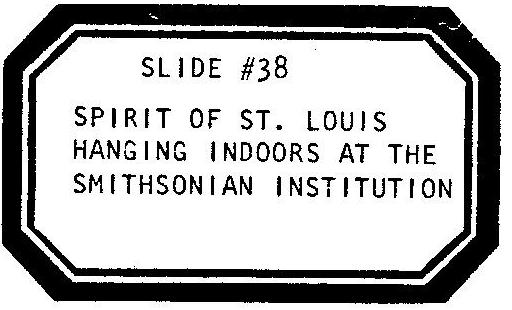 SLIDE #38
SPIRIT OF ST. LOUIS
HANGING INDOORS AT THE
SMITHSONIAN INSTITUTION